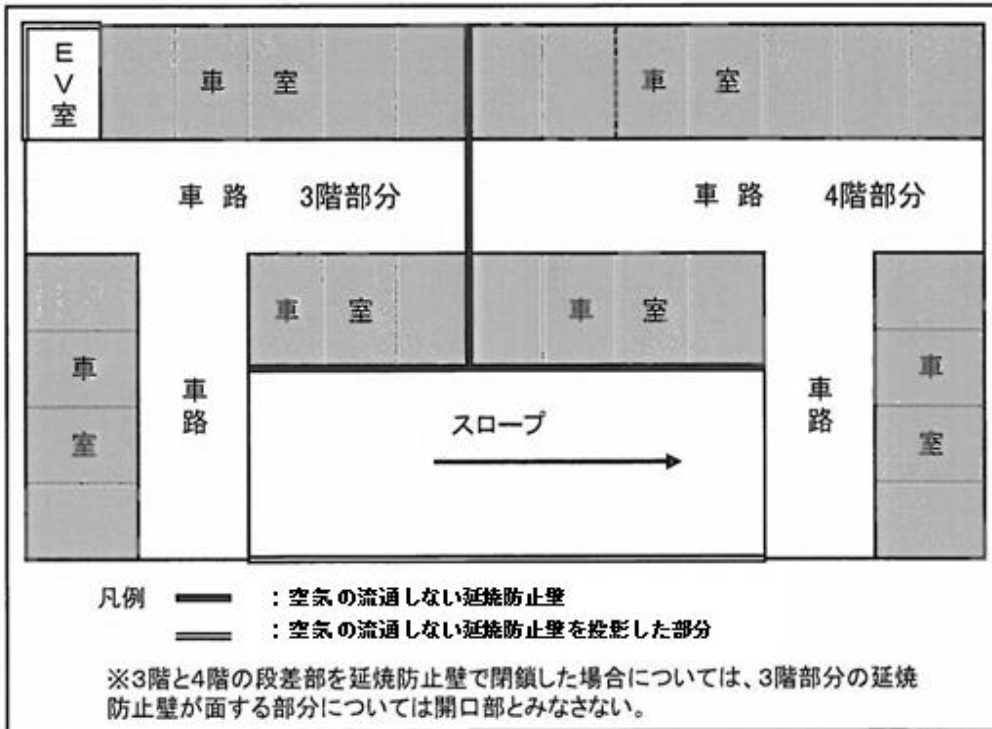 EV室
車室
車室
車路 3階部分
車路 4階部分
車室
車室
車室
車路
スロープ
車路
車室
凡例 :空気の流通しない延焼防止壁
:空気の流通しない延焼防止壁を投影した部分
※3階と4階の段差部を延焼防止壁で閉鎖した場合については、3階部分の延焼
防止壁が面する部分については開口部とみなさない。